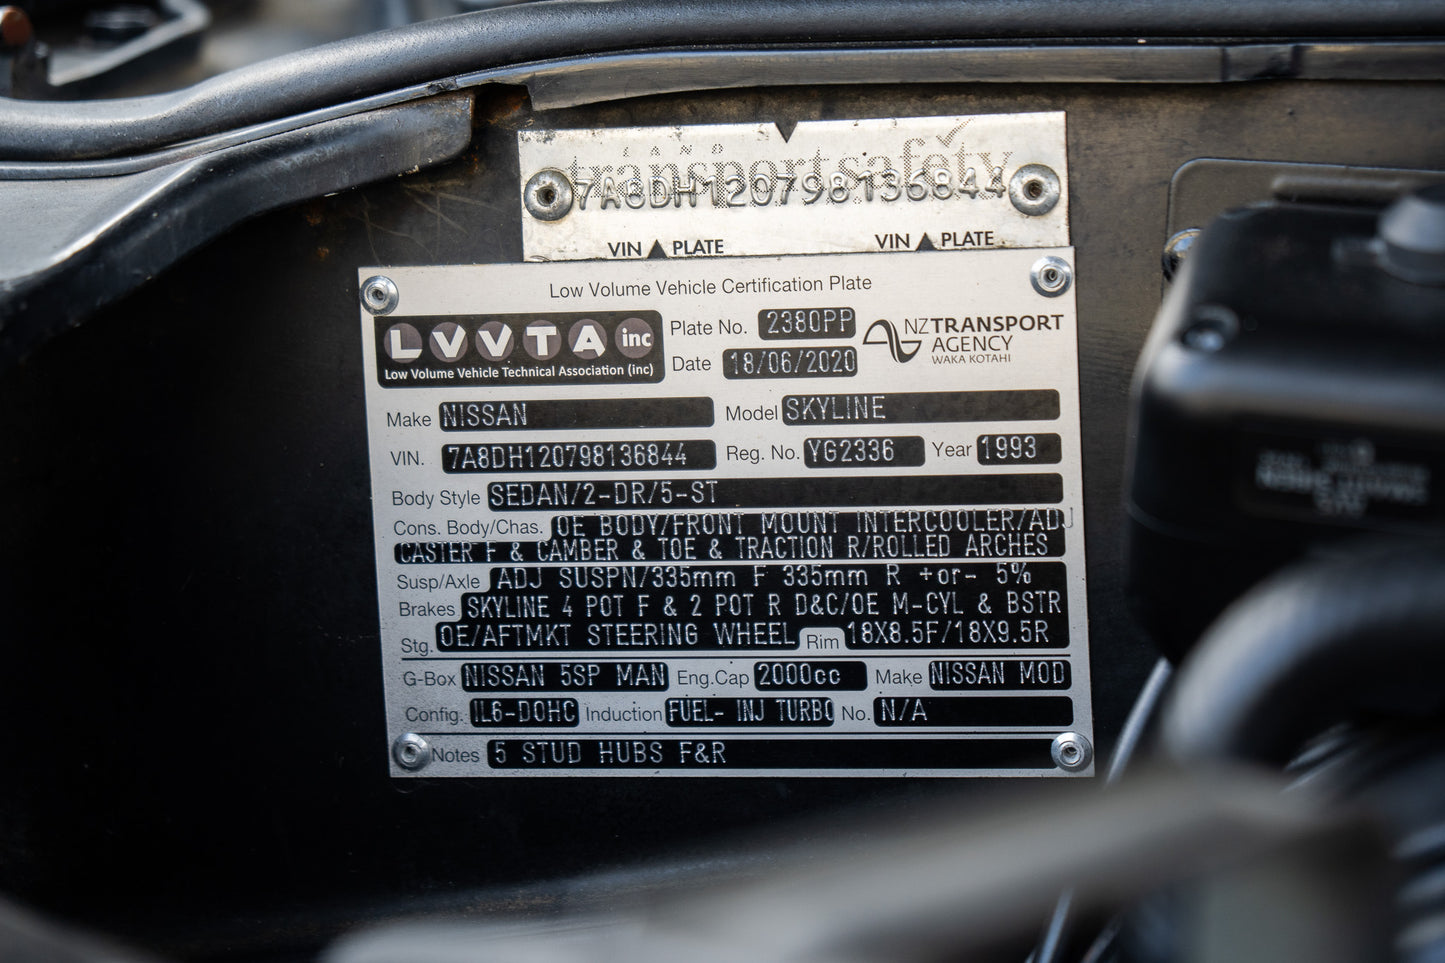 transportsafety
7A8DH120798136844
VIN PLATE VIN PLATE
Low Volume Vehicle Certification Plate
LVVTA inc
Low Volume Vehicle Technical Association (inc)
Plate No. 2380PP
Date 18/06/2020
NZTRANSPORT
AGENCY
WAKA KOTAHI
Make NISSAN Model SKYLINE
VIN. 7A8DH120798136844 Reg. No. YG2336 Year 1993
Body Style SEDAN/2-DR/5-ST
Cons. Body/Chas. OE BODY/FRONT MOUNT INTERCOOLER/ADJ
CASTER F & CAMBER & TOE & TRACTION R/ROLLED ARCHES
Susp/Axle ADJ SUSPN/335mm F 335mm R +or- 5%
Brakes SKYLINE 4 POT F & 2 POT R D&C/OE M-CYL & BSTR
Stg. OE/AFTMKT STEERING WHEEL Rim 18X8.5F/18X9.5R
G-Box NISSAN 5SP MAN Eng.Cap 2000cc Make NISSAN MOD
Config. IL6-DOHC Induction FUEL- INJ TURBO No. N/A
Notes 5 STUD HUBS F&R